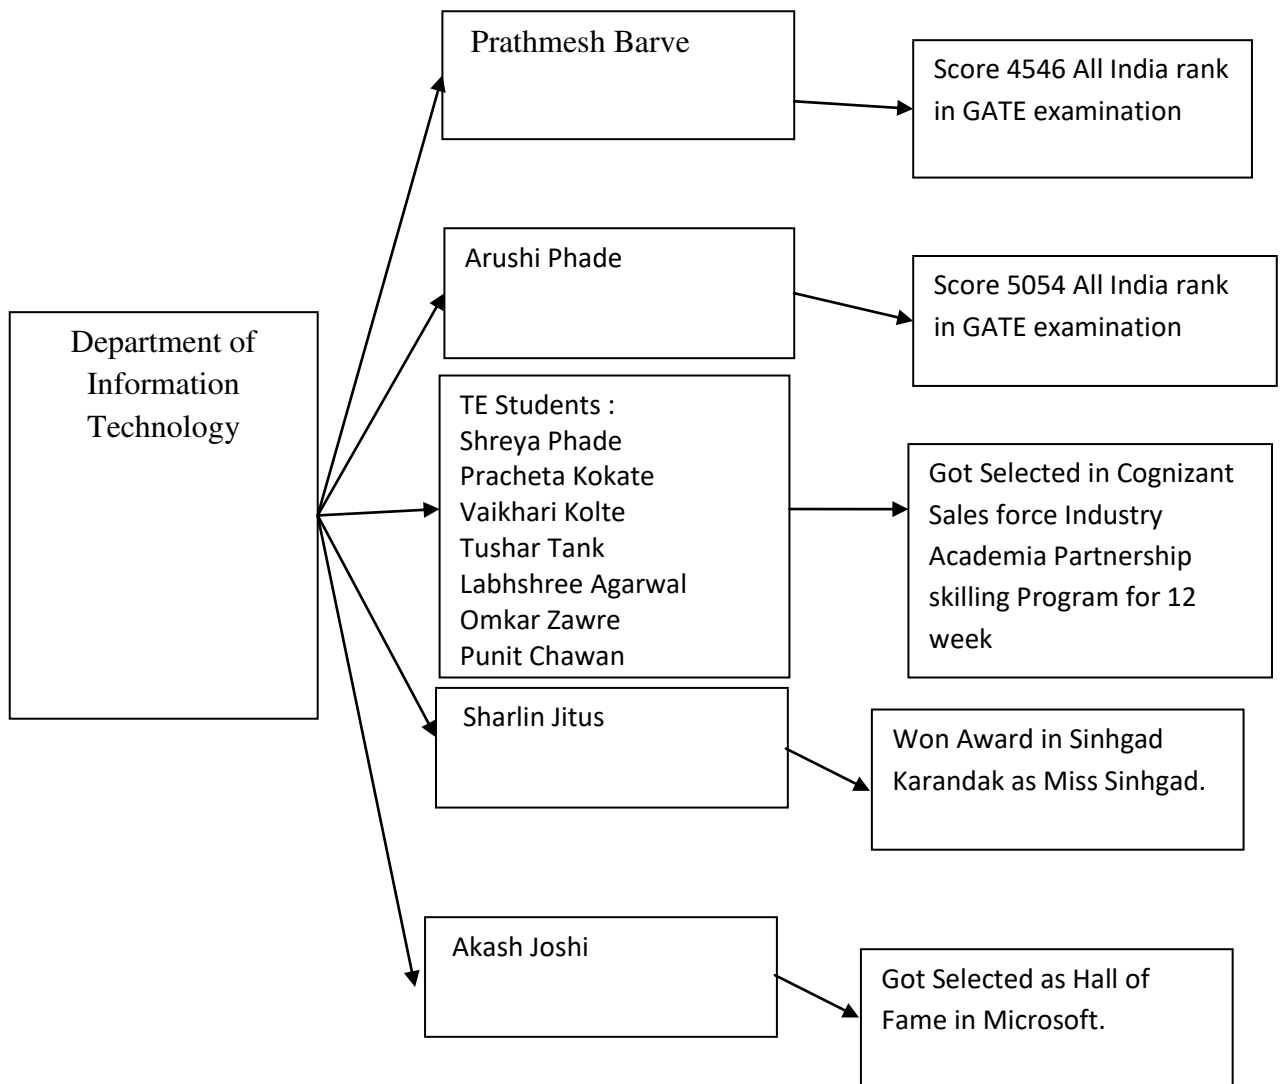 Prathmesh Barve
Score 4546 All India rank
in GATE examination
Arushi Phade
Score 5054 All India rank
in GATE examination
Department of
Information
Technology
TE Students :
Shreya Phade
Pracheta Kokate
Vaikhari Kolte
Tushar Tank
Labhshree Agarwal
Omkar Zawre
Punit Chawan
Got Selected in Cognizant
Sales force Industry
Academia Partnership
skilling Program for 12
week
Sharlin Jitus
Won Award in Sinhgad
Karandak as Miss Sinhgad.
Akash Joshi
Got Selected as Hall of
Fame in Microsoft.